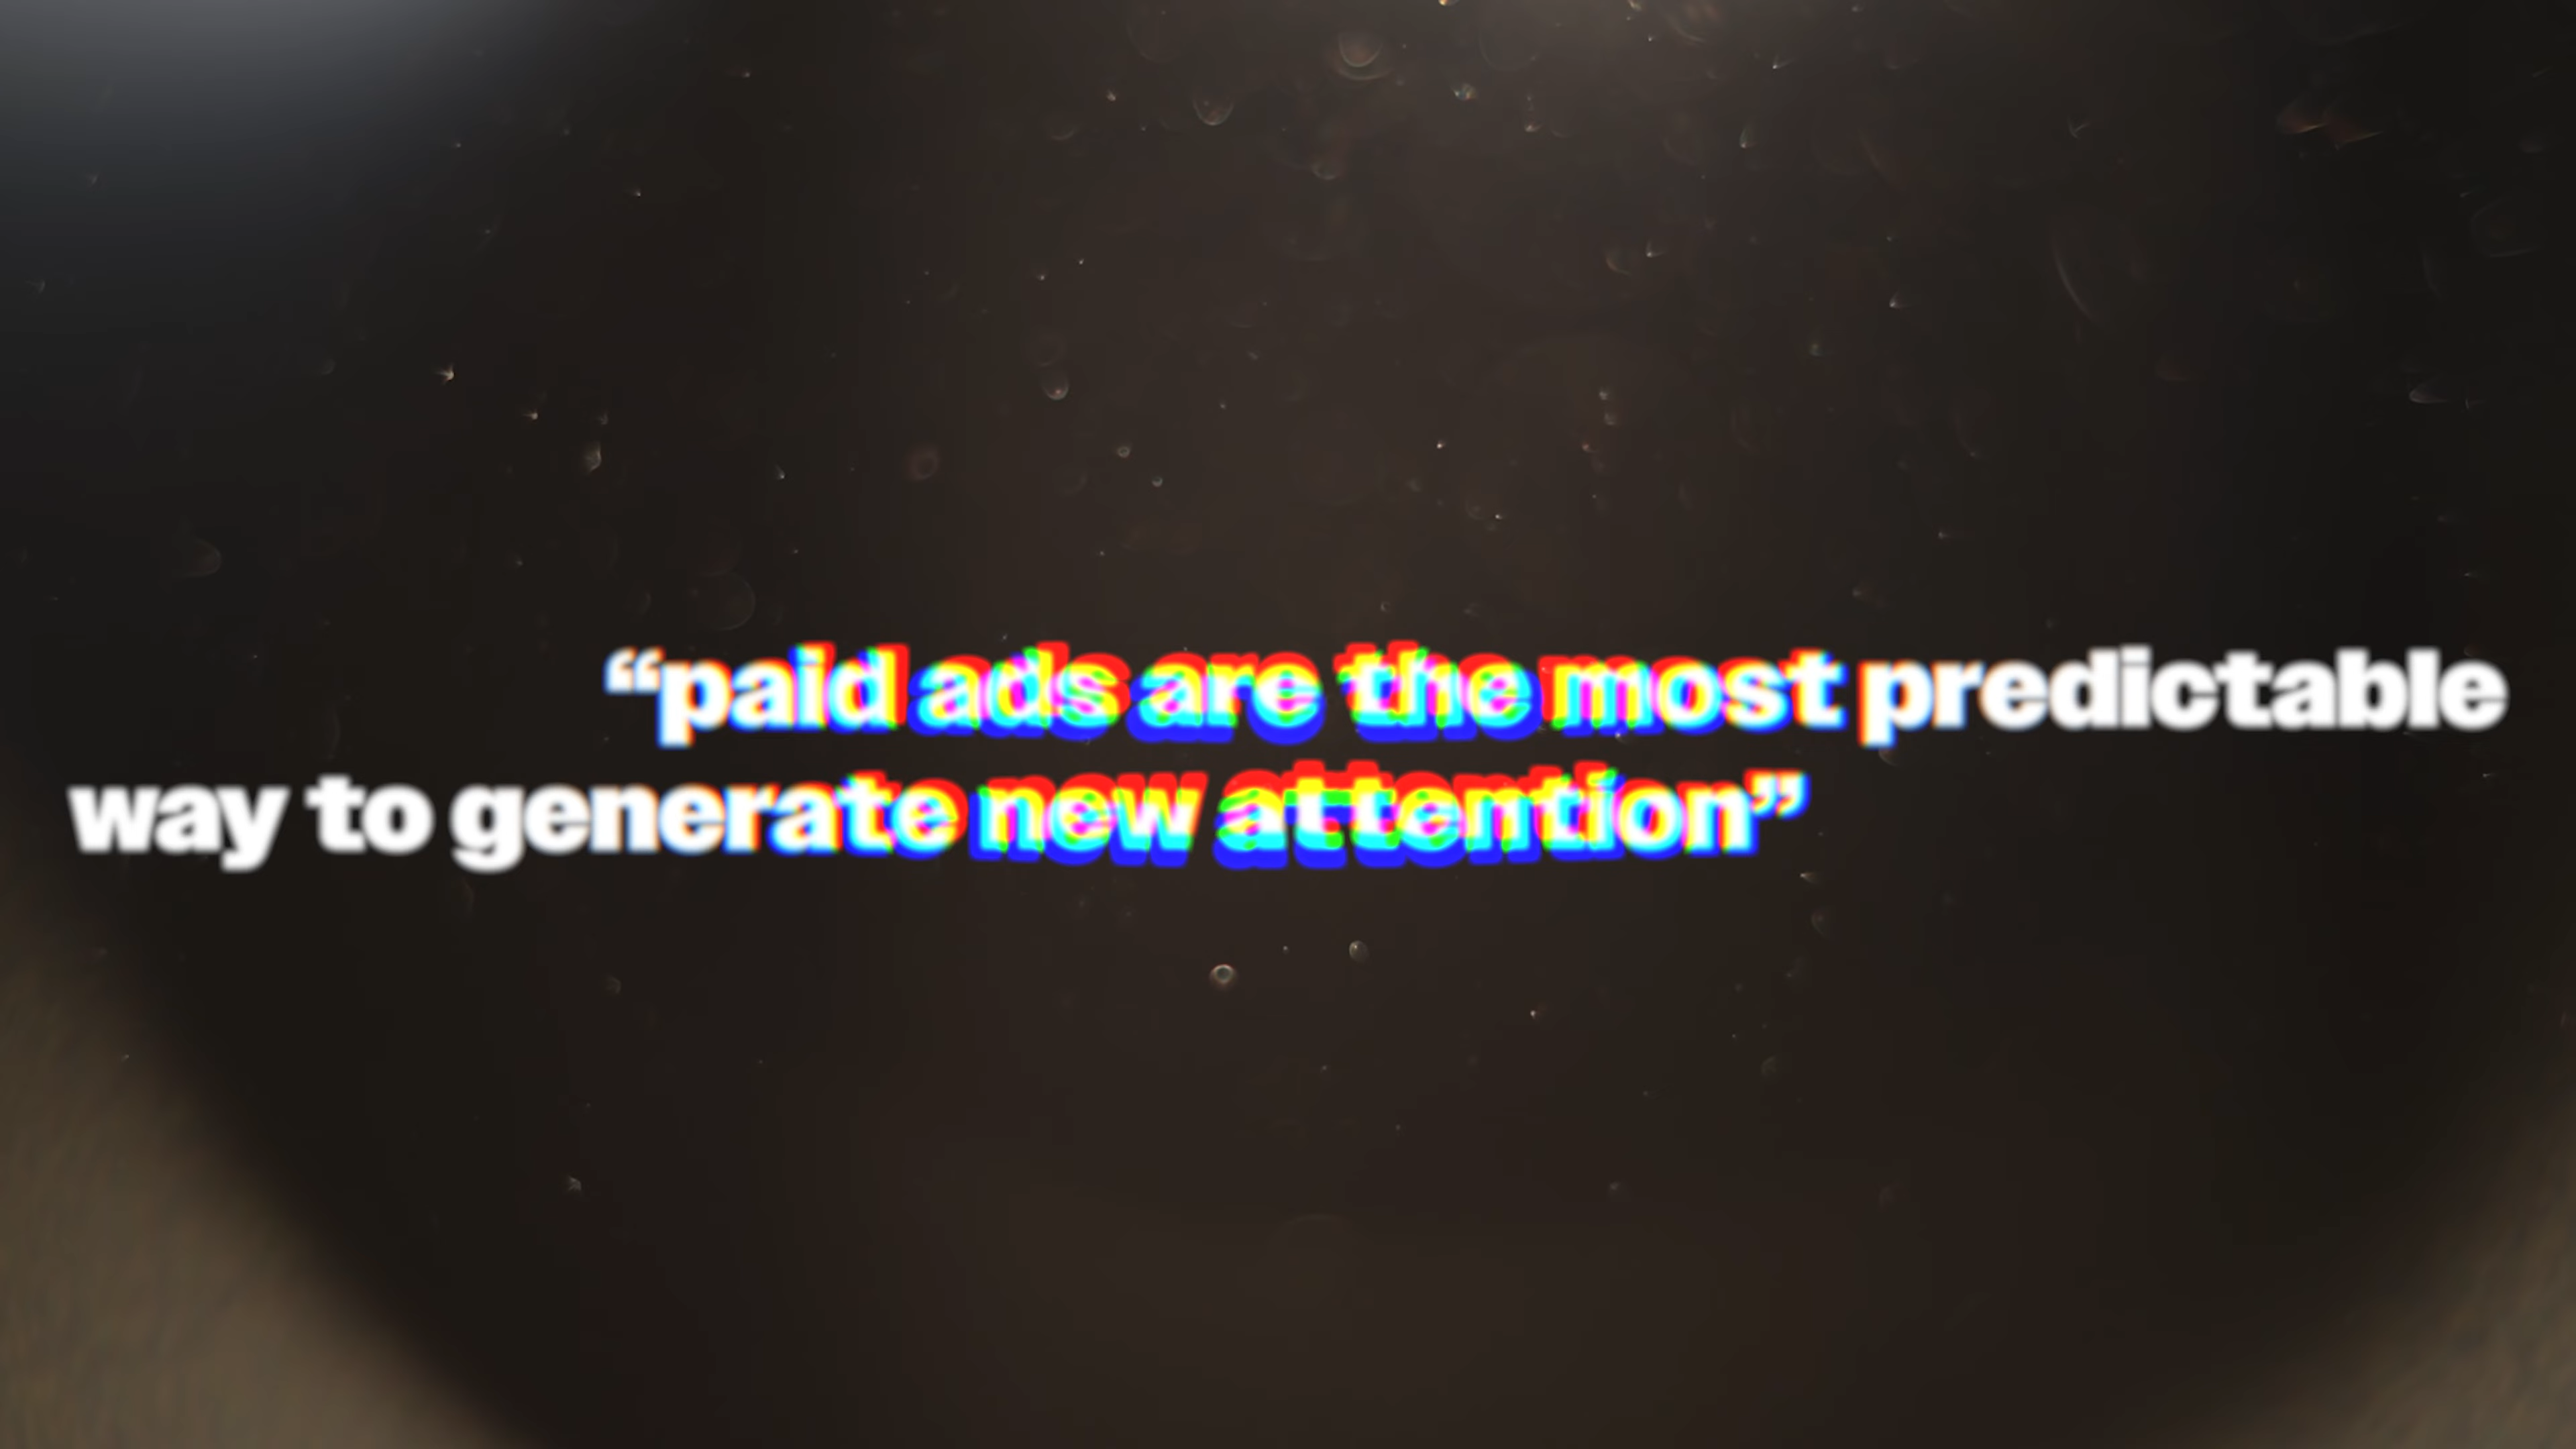 “paid ads are the most predictable
way to generate new attention”